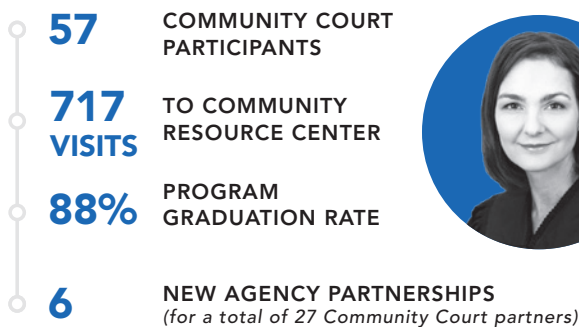 57 COMMUNITY COURT
PARTICIPANTS
717 TO COMMUNITY
VISITS RESOURCE CENTER
88% PROGRAM
GRADUATION RATE
6 NEW AGENCY PARTNERSHIPS
(for a total of 27 Community Court partners)